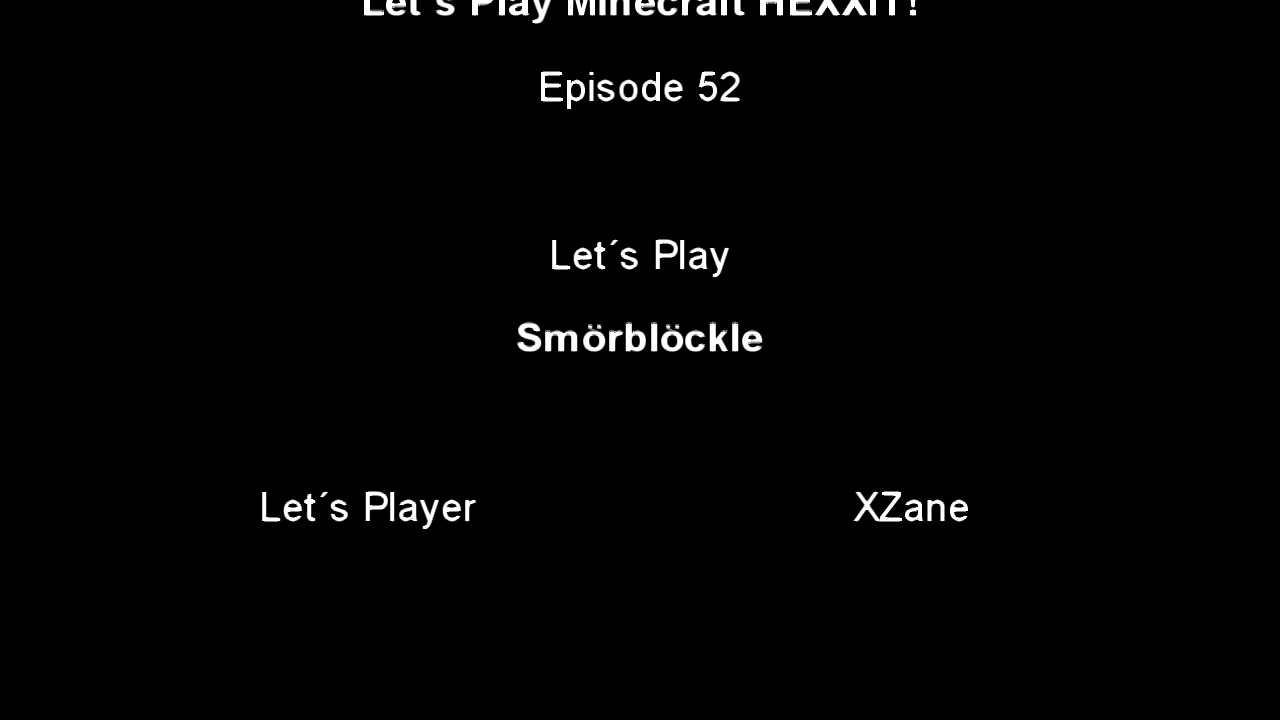 Let´s Play Minecraft HEXXIT!
Episode 52
Let´s Play
Smörblöckle
Let´s Player XZane